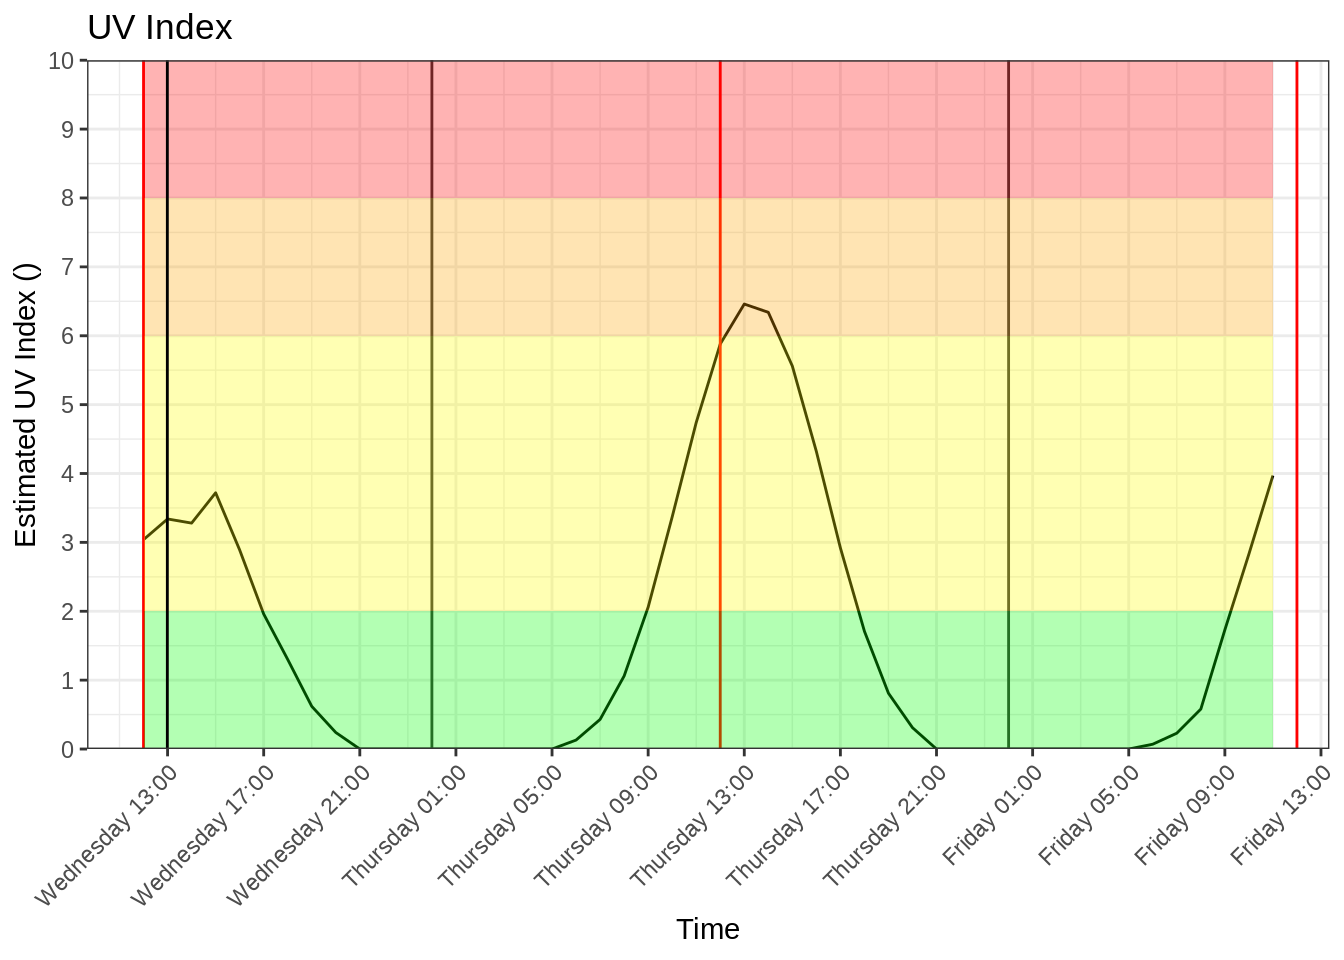 UV Index
Estimated UV Index ()
10
9
8
7
6
5
4
3
2
1
0
Wednesday 13:00
Wednesday 17:00
Wednesday 21:00
Thursday 01:00
Thursday 05:00
Thursday 09:00
Thursday 13:00
Thursday 17:00
Thursday 21:00
Friday 01:00
Friday 05:00
Friday 09:00
Friday 13:00
Time